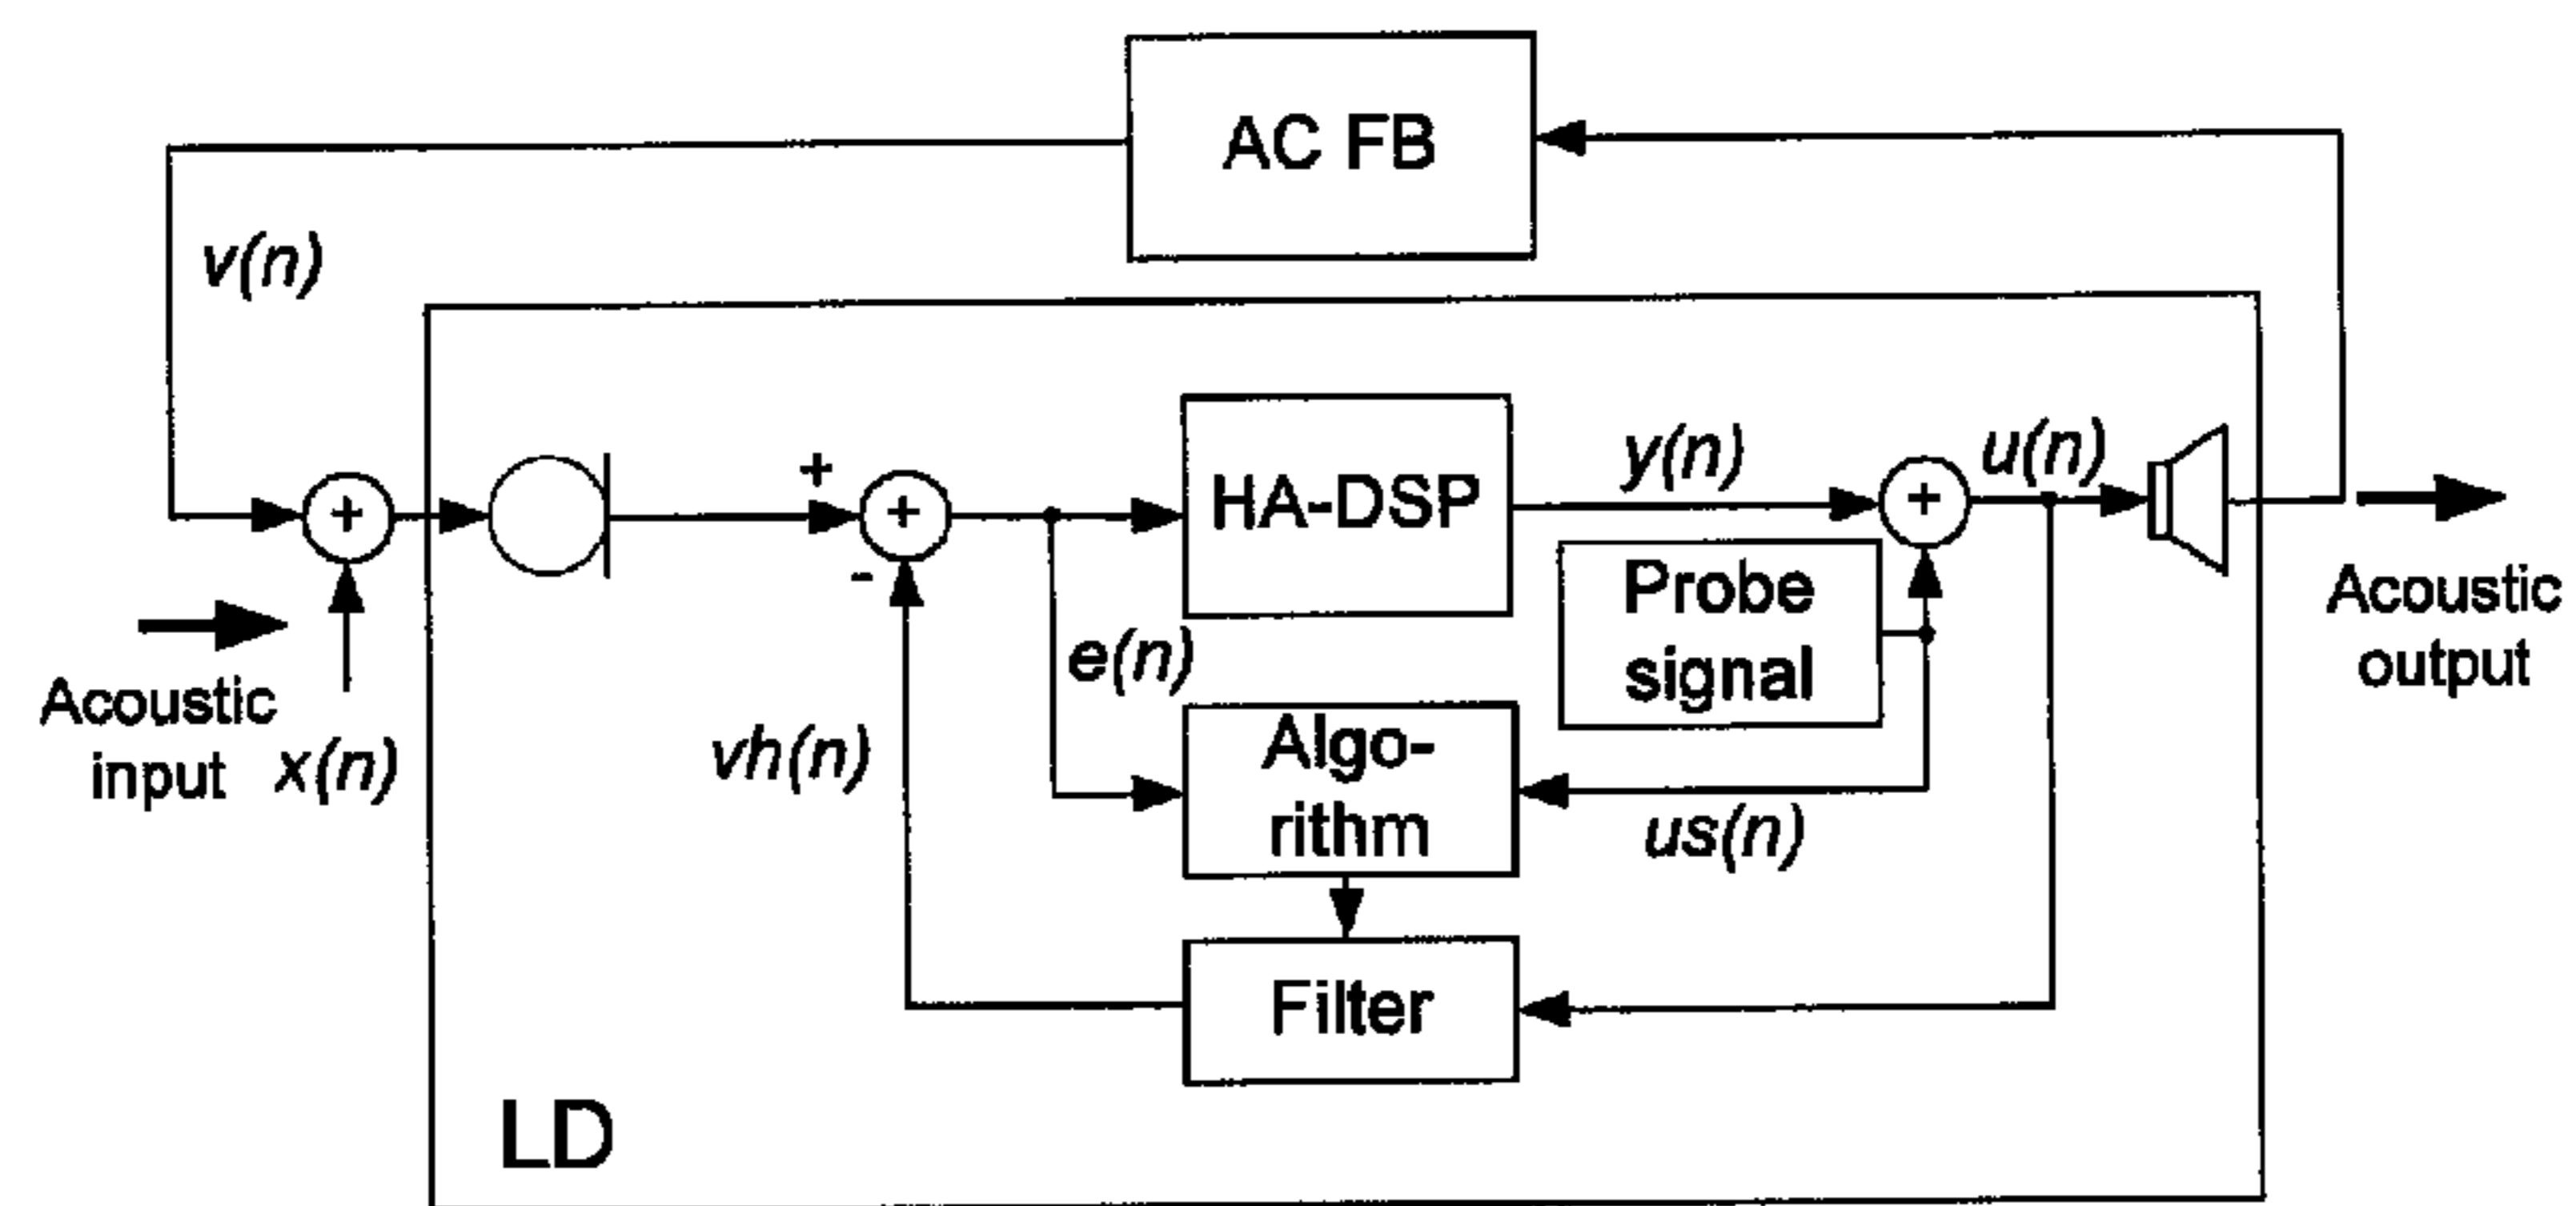 AC FB
v(n)
+
+
+
-
HA-DSP
y(n)
+
u(n)
Probe
signal
Acoustic
output
Acoustic
input
x(n)
e(n)
vh(n)
Algo-
rithm
us(n)
Filter
LD